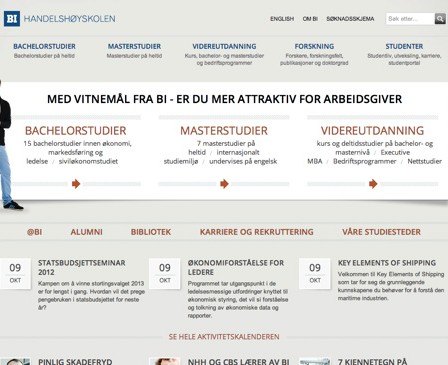 BI HANDELSHØYSKOLEN
ENGLISH OM BI SØKNADSSKJEMA Søk etter...
BACHELORSTUDIER MASTERSTUDIER VIDEREUTDANNING FORSKNING STUDENTER
Bachelorstudier på heltid Masterstudier på heltid Kurs, bachelor- og masterstudier Forskere, forskningsfelt, Studentliv, utveksling, karriere,
og bedriftsprogrammer publikasjoner og doktorgrad studentportal
MED VITNEMÅL FRA BI - ER DU MER ATTRAKTIV FOR ARBEIDSGIVER
BACHELORSTUDIER
15 bachelorstudier innen økonomi,
markedsføring og
ledelse / siviløkonomstudiet
MASTERSTUDIER
7 masterstudier på
heltid / internasjonalt
studiemiljø / undervises på engelsk
VIDEREUTDANNING
kurs og deltidsstudier på bachelor- og
masternivå / Executive
MBA / Bedriftsprogrammer / Nettstudier
@BI ALUMNI BIBLIOTEK KARRIERE OG REKRUTTERING VÅRE STUDIESTEDER
09
OKT
STATSBUDSJETTSEMINAR
2012
Kampen om å vinne stortingsvalget 2013
er for lengst i gang. Hvordan vil det prege
pengebruken i statsbudsjettet for neste
år?
09
OKT
ØKONOMIFORSTÅELSE FOR
LEDERE
Programmet tar utgangspunkt i de
ledelsesmessige utfordringer knyttet til
økonomisk styring, det vil si forståelse
og tolkning av økonomiske data og
rapporter.
09
OKT
KEY ELEMENTS OF SHIPPING
Velkommen til Key Elements of Shipping
som tar for seg de grunnleggende
kunnskapene du behøver for å forstå den
maritime industrien.
SE HELE AKTIVITETSKALENDEREN
PINLIG SKADEFRYD NHH OG CBS LÆRER AV BI 7 KJENNETEGN PÅ